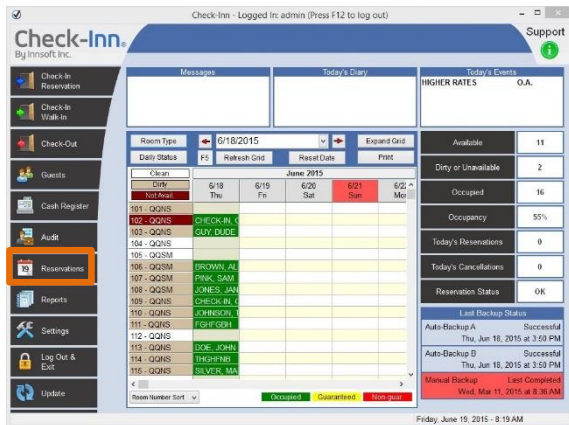 Check-Inn - Logged In: admin (Press F12 to log out)
Check-Inn®
By Innsoft Inc.
Support
Check-In
Reservation
Check-In
Walk-In
Check-Out
Guests
Cash Register
Audit
19
Reservations
Reports
Settings
Log Out &
Exit
Update
Messages
Today's Diary
Today's Events
HIGHER RATES O.A.
Room Type
6/18/2015
Expand Grid
Daily Status
F5
Refresh Grid
Reset Date
Print
Clean
Dirty
Not Avail.
June 2015
6/18 6/19 6/20 6/21 6/22
Thu Fri Sat Sun Mon
101 - QQNS
102 - QQNS CHECK-IN, C
103 - QQNS GUY, DUDE
104 - QQNS
105 - QQSM
106 - QQSM BROWN, AL
107 - QQSM PINK, SAM
108 - QQSM JONES, JAN
109 - QQNS CHECK-IN, C
110 - QQNS JOHNSON, T
111 - QQNS FGHFGDH
112 - QQNS
113 - QQNS DOE, JOHN
114 - QQNS THGHFNB
115 - QQNS SILVER, MA
Room Number Sort
Occupied
Guaranteed
Non-guar
Available 11
Dirty or Unavailable 2
Occupied 16
Occupancy 55%
Today's Reservations 0
Today's Cancellations 0
Reservation Status OK
Last Backup Status
Auto-Backup A Successful
Thu, Jun 18, 2015 at 3:50 PM
Auto-Backup B Successful
Thu, Jun 18, 2015 at 3:50 PM
Manual Backup Last Completed
Wed, Mar 11, 2015 at 8:36 AM
Friday, June 19, 2015 - 8:19 AM